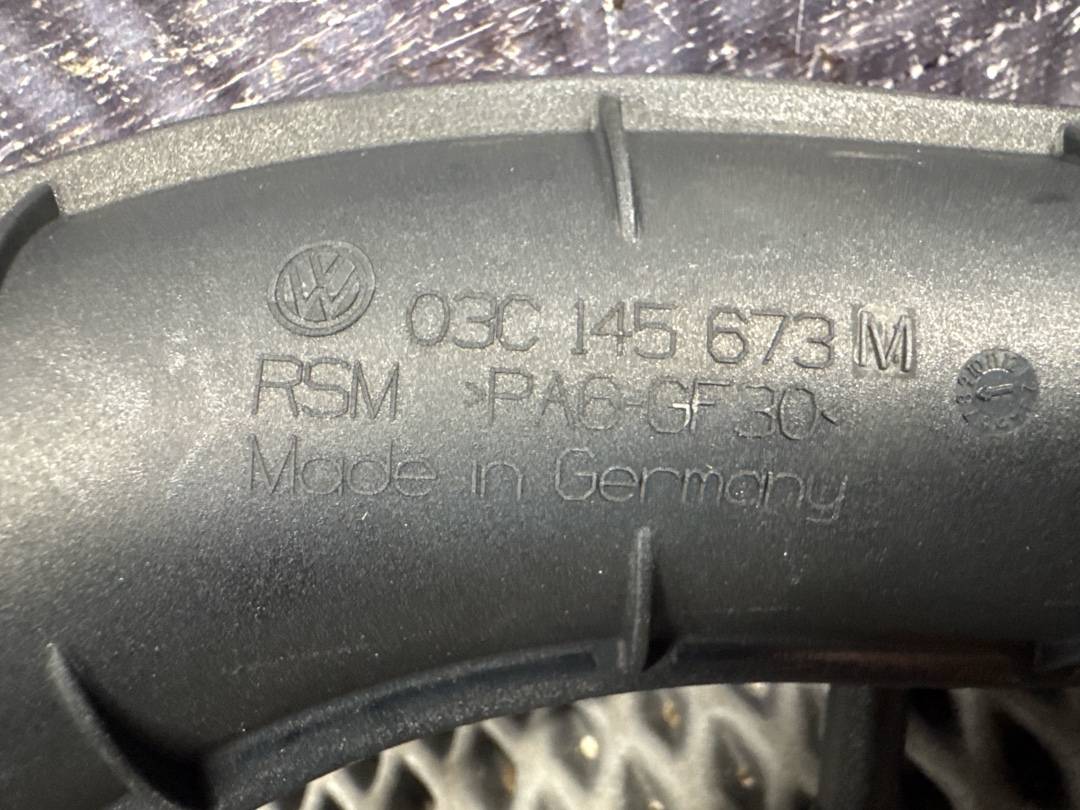 03C 145 673 M
RSM >PA6-GF30<
Made in Germany